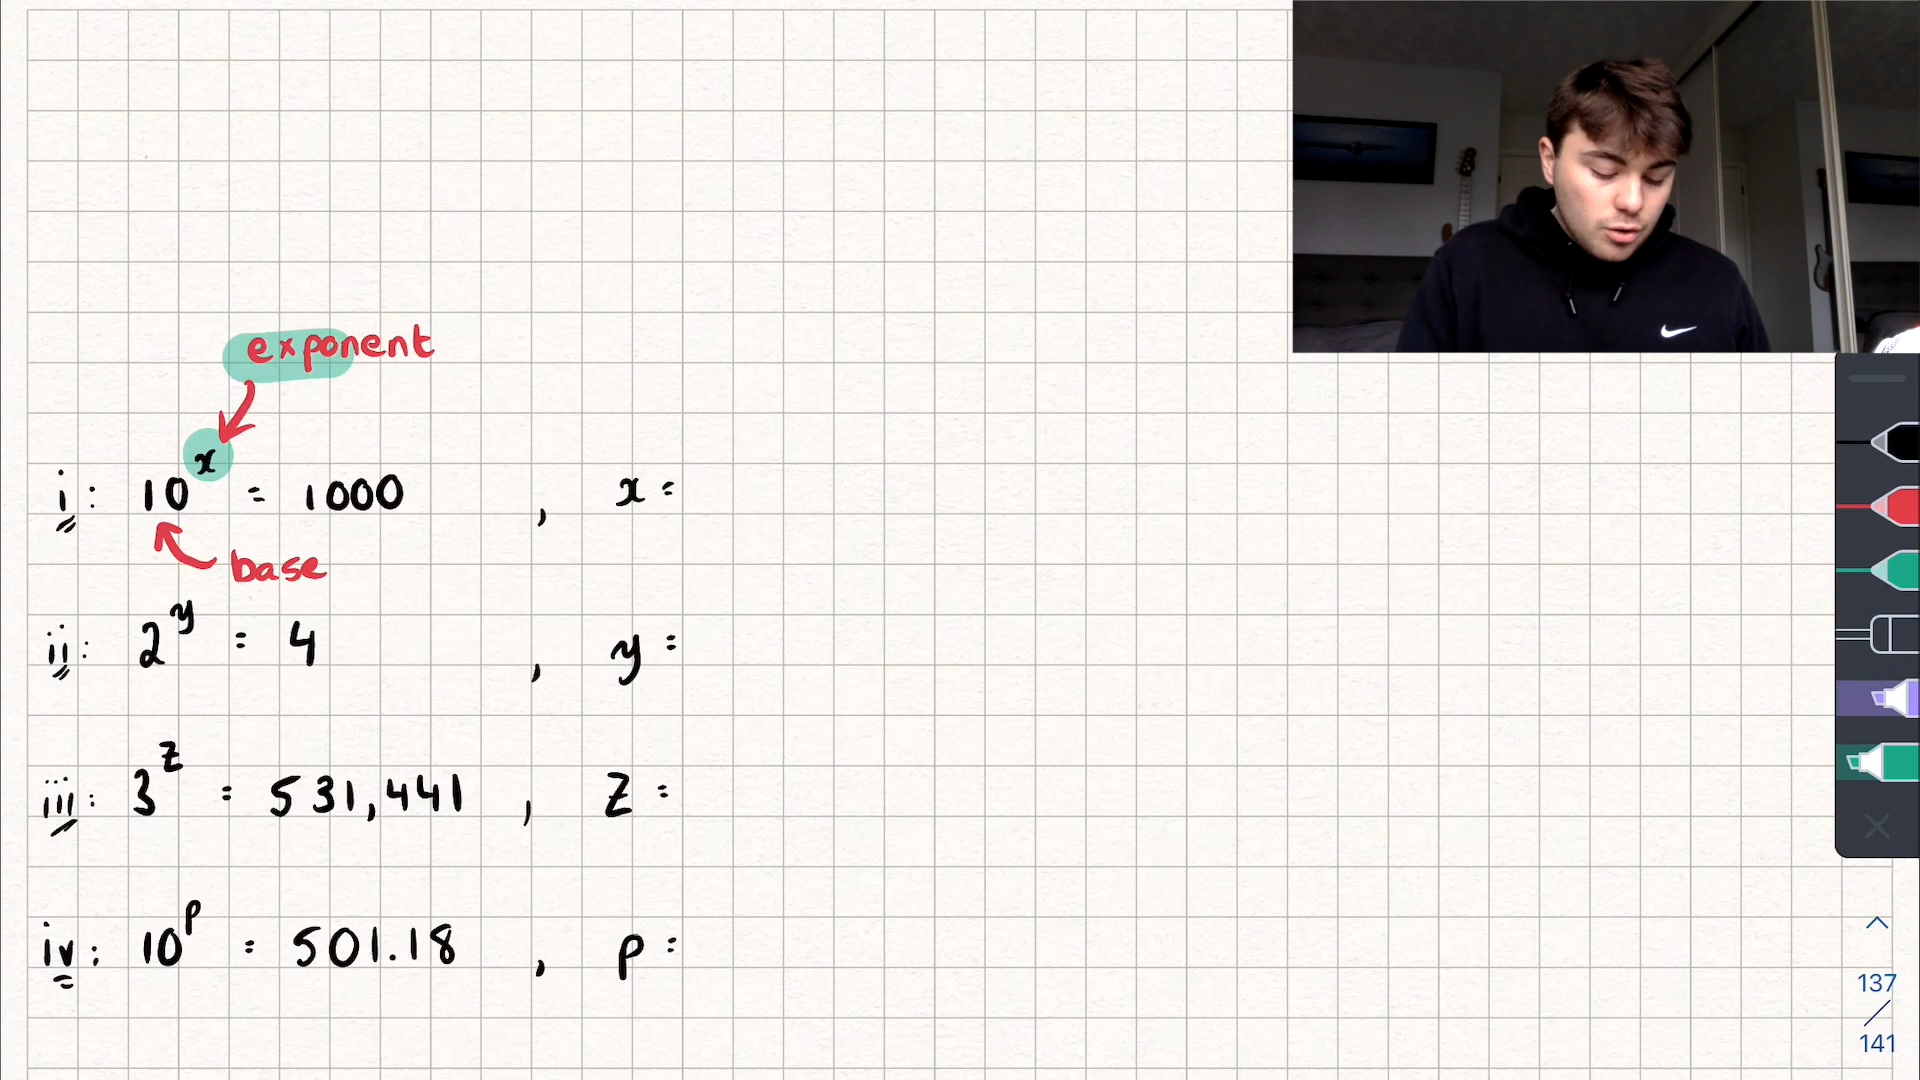 exponent
i: 10^x = 1000 , x =
base
ii: 2^y = 4 , y =
iii: 3^z = 531,441 , z =
iv: 10^p = 501.18 , p =
137
/
141